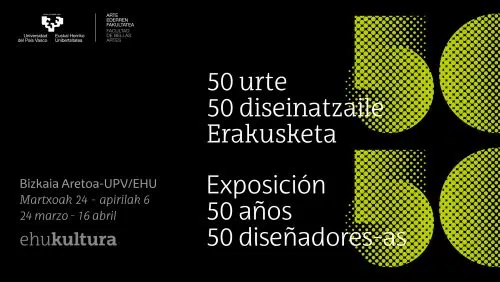 Universidad del País Vasco
Euskal Herriko Unibertsitatea
ARTE
EDERREN
FAKULTATEA
FACULTAD
DE BELLAS
ARTES
50
50 urte
50 diseinatzaile
Erakusketa
50
Exposición
50 años
50 diseñadores-as
Bizkaia Aretoa-UPV/EHU
Martxoak 24 - apirilak 6
24 marzo - 16 abril
ehukultura